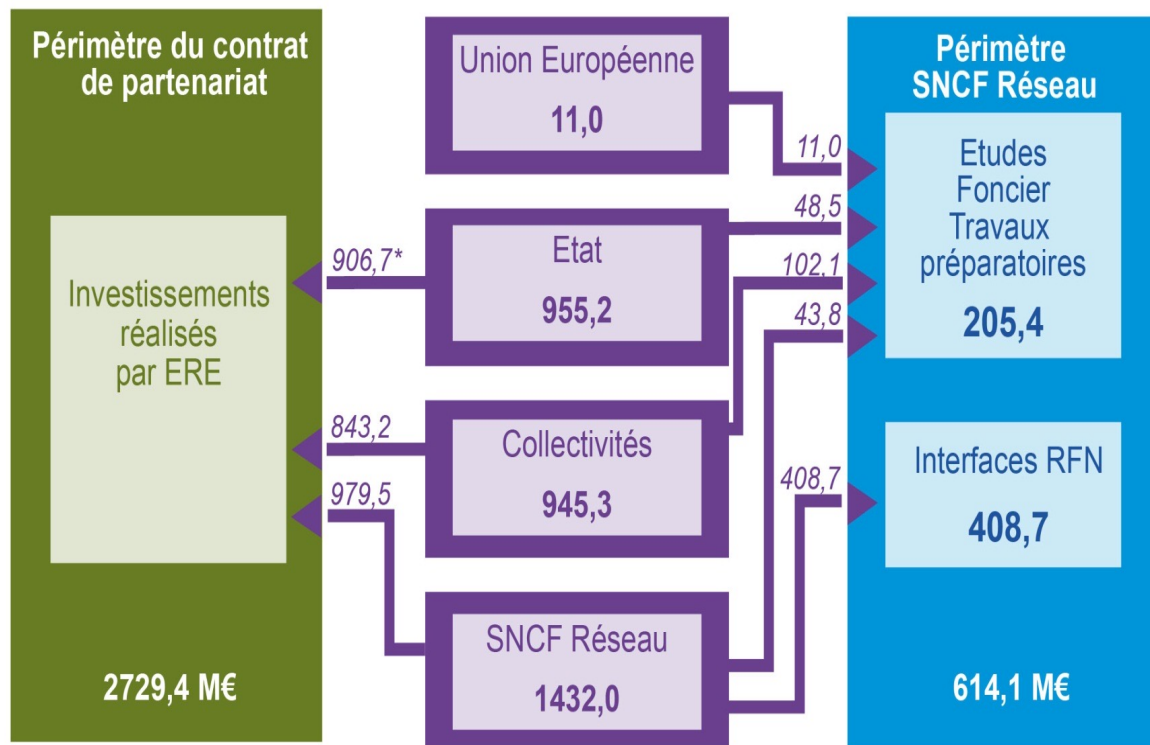 Périmètre du contrat
de partenariat
Investissements
réalisés
par ERE
2729,4 M€
906,7*
843,2
979,5
Union Européenne
11,0
Etat
955,2
Collectivités
945,3
SNCF Réseau
1432,0
11,0
48,5
102,1
43,8
408,7
Périmètre
SNCF Réseau
Etudes
Foncier
Travaux
préparatoires
205,4
Interfaces RFN
408,7
614,1 M€